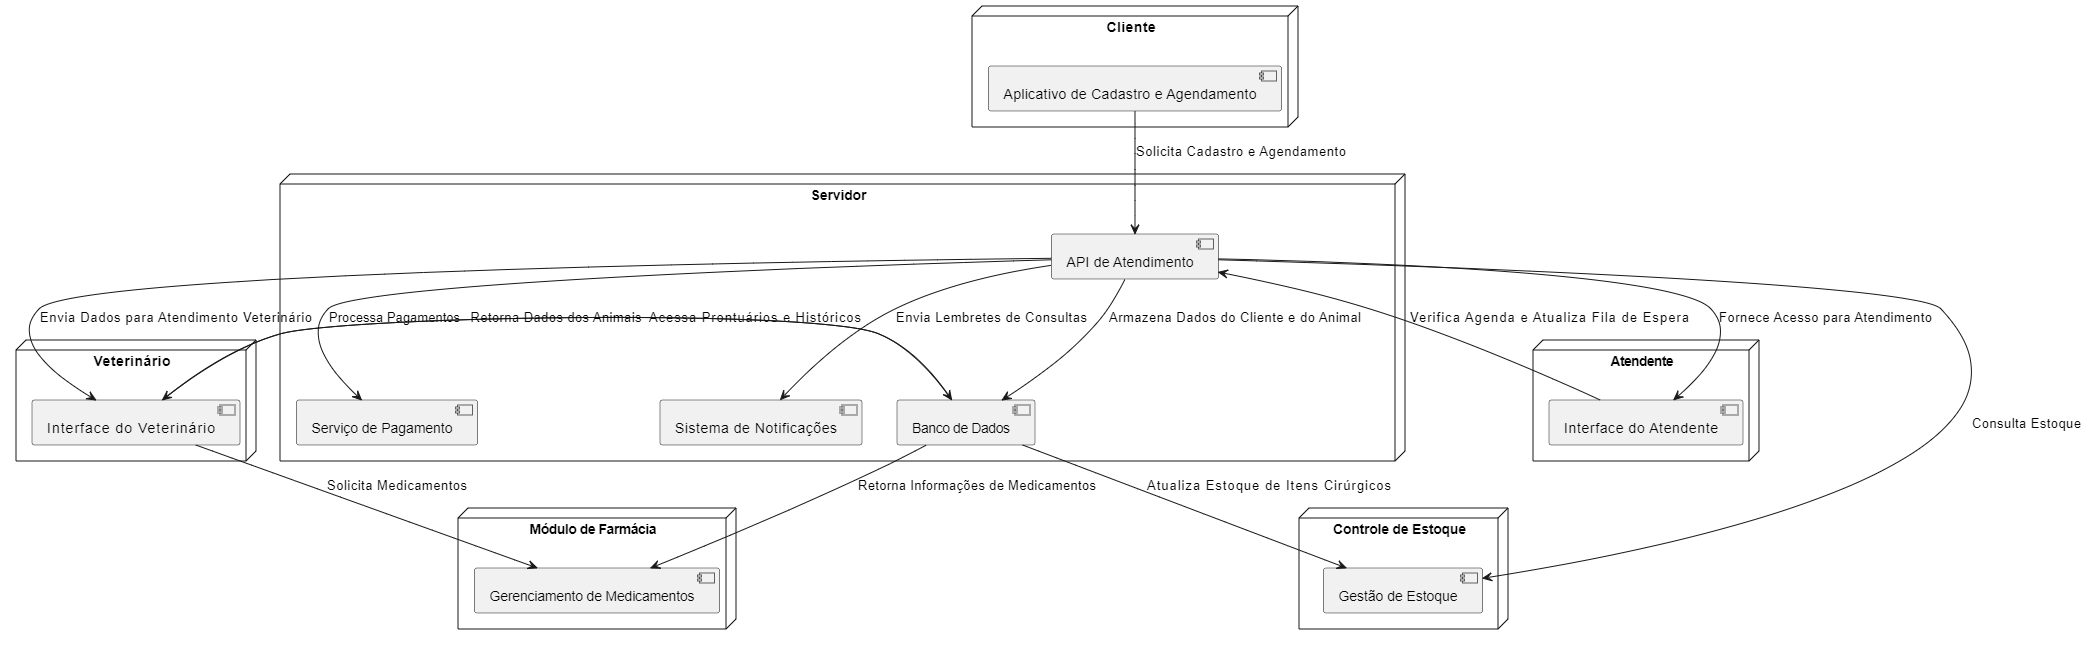 Cliente
Aplicativo de Cadastro e Agendamento
Solicita Cadastro e Agendamento
Servidor
API de Atendimento
Envia Dados para Atendimento Veterinário
Processa Pagamentos
Retorna Dados dos Animais
Acessa Prontuários e Históricos
Envia Lembretes de Consultas
Armazena Dados do Cliente e do Animal
Verifica Agenda e Atualiza Fila de Espera
Fornece Acesso para Atendimento
Veterinário
Atendente
Interface do Veterinário
Serviço de Pagamento
Sistema de Notificações
Banco de Dados
Interface do Atendente
Consulta Estoque
Solicita Medicamentos
Retorna Informações de Medicamentos
Atualiza Estoque de Itens Cirúrgicos
Módulo de Farmácia
Controle de Estoque
Gerenciamento de Medicamentos
Gestão de Estoque